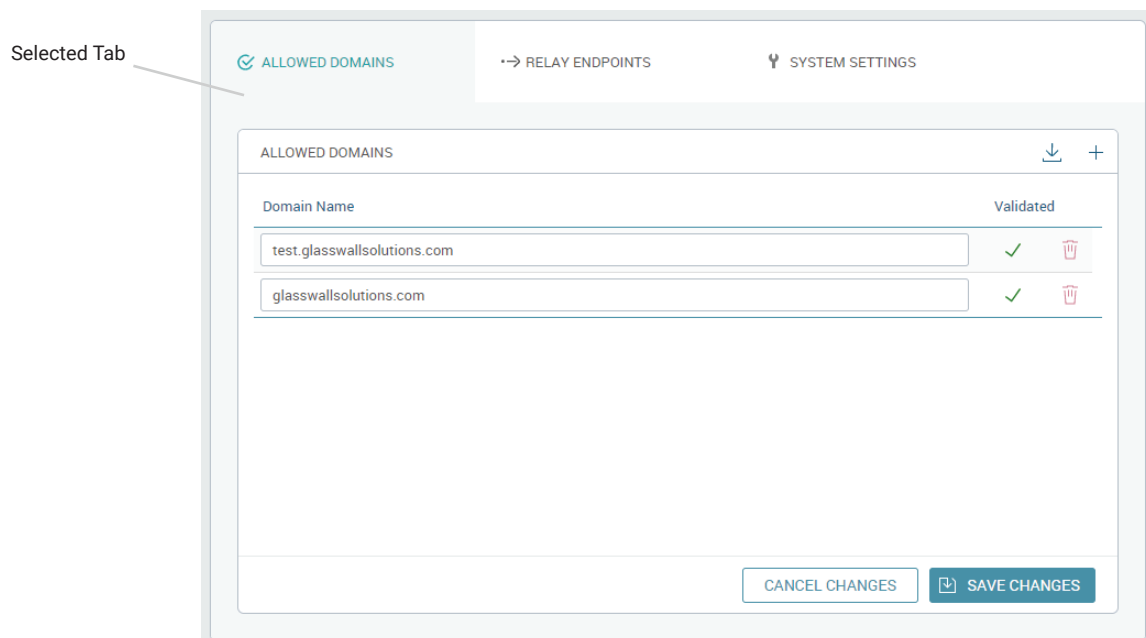 Selected Tab
ALLOWED DOMAINS RELAY ENDPOINTS SYSTEM SETTINGS
ALLOWED DOMAINS
Domain Name Validated
test.glasswallsolutions.com
glasswallsolutions.com
CANCEL CHANGES SAVE CHANGES